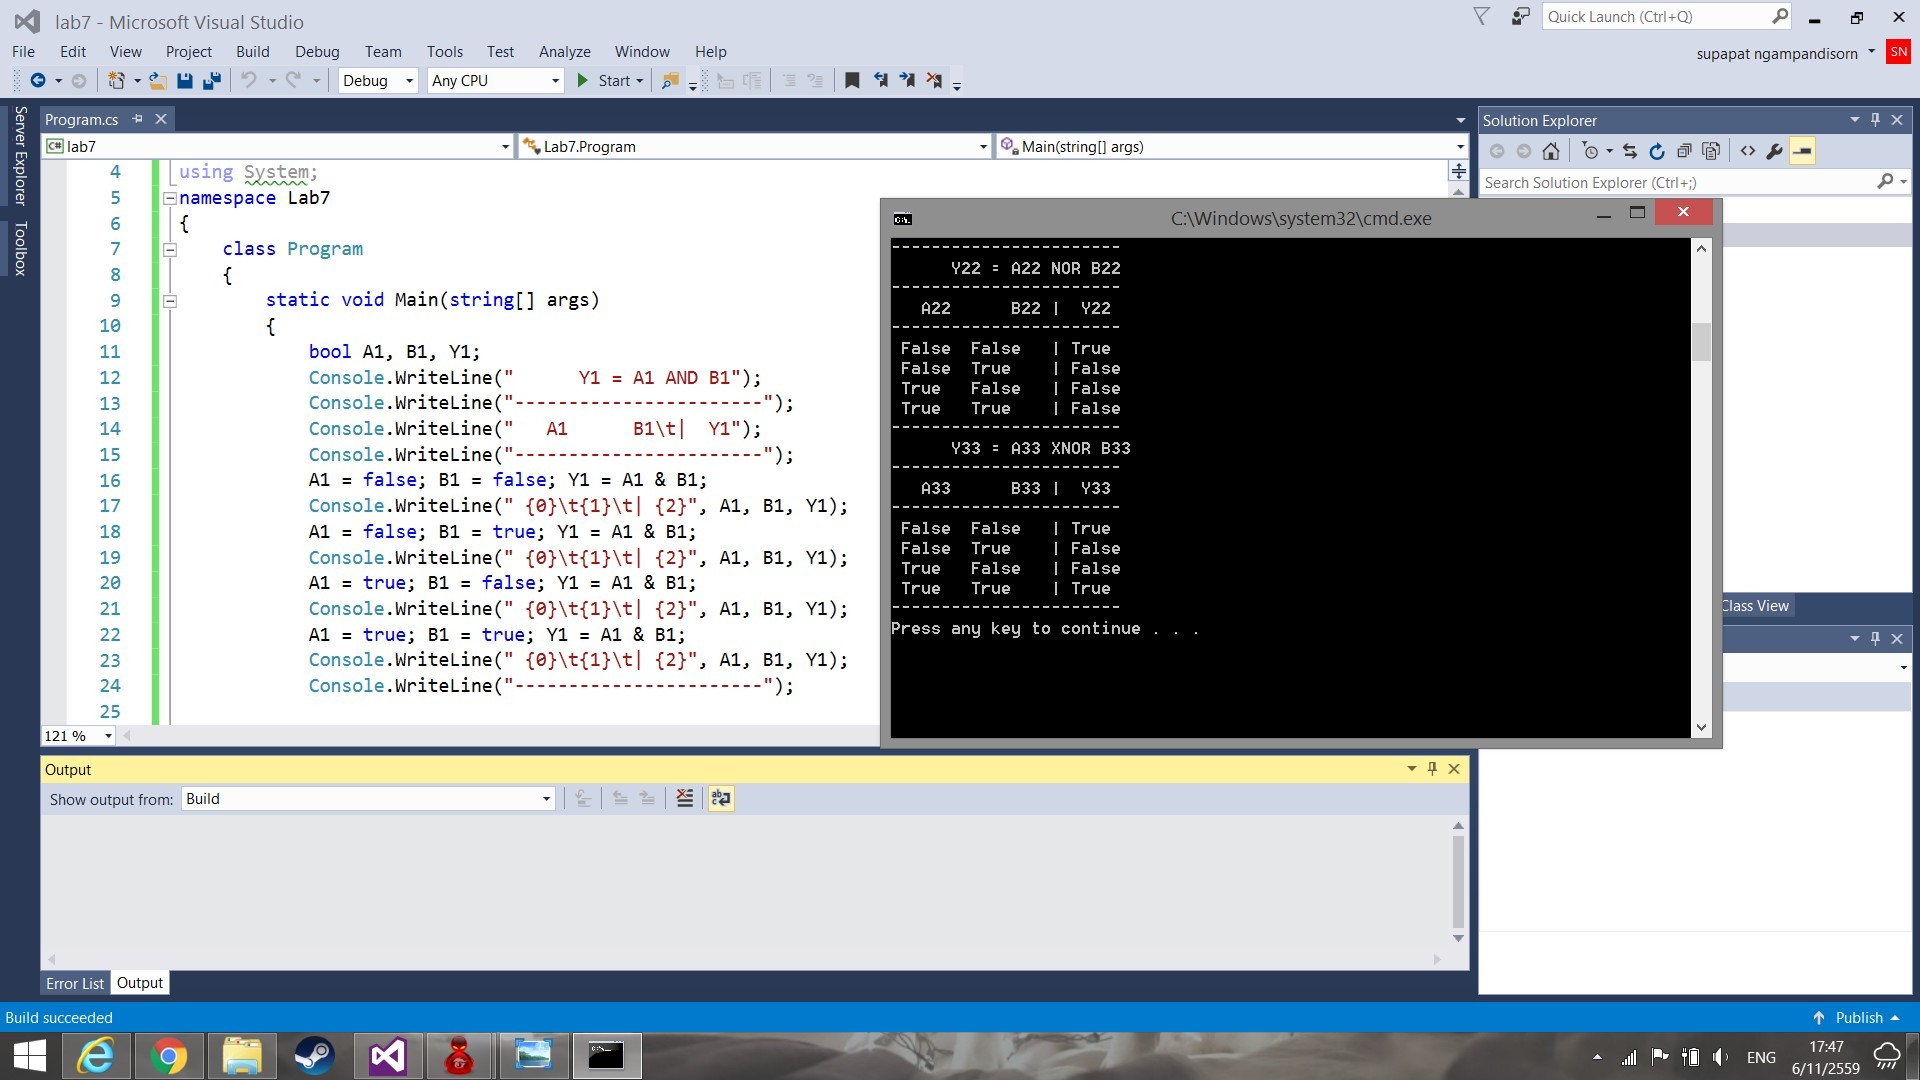 lab7 - Microsoft Visual Studio
Quick Launch (Ctrl+Q)
File Edit View Project Build Debug Team Tools Test Analyze Window Help
supapat ngampandisorn SN
Debug Any CPU Start
Server Explorer
Toolbox
Program.cs
lab7 Lab7.Program Main(string[] args)
4 using System;
5 namespace Lab7
6 {
7 class Program
8 {
9 static void Main(string[] args)
10 {
11 bool A1, B1, Y1;
12 Console.WriteLine("      Y1 = A1 AND B1");
13 Console.WriteLine("-----------------------");
14 Console.WriteLine("   A1      B1\t|  Y1");
15 Console.WriteLine("-----------------------");
16 A1 = false; B1 = false; Y1 = A1 & B1;
17 Console.WriteLine(" {0}\t{1}\t| {2}", A1, B1, Y1);
18 A1 = false; B1 = true; Y1 = A1 & B1;
19 Console.WriteLine(" {0}\t{1}\t| {2}", A1, B1, Y1);
20 A1 = true; B1 = false; Y1 = A1 & B1;
21 Console.WriteLine(" {0}\t{1}\t| {2}", A1, B1, Y1);
22 A1 = true; B1 = true; Y1 = A1 & B1;
23 Console.WriteLine(" {0}\t{1}\t| {2}", A1, B1, Y1);
24 Console.WriteLine("-----------------------");
25
121 %
C:\Windows\system32\cmd.exe
-----------------------
Y22 = A22 NOR B22
-----------------------
A22      B22 |  Y22
-----------------------
False  False   | True
False  True    | False
True   False   | False
True   True    | False
-----------------------
Y33 = A33 XNOR B33
-----------------------
A33      B33 |  Y33
-----------------------
False  False   | True
False  True    | False
True   False   | False
True   True    | True
-----------------------
Press any key to continue . . .
Solution Explorer
Search Solution Explorer (Ctrl+;)
Class View
Output
Show output from: Build
Error List Output
Build succeeded
Publish
ENG
17:47
6/11/2559